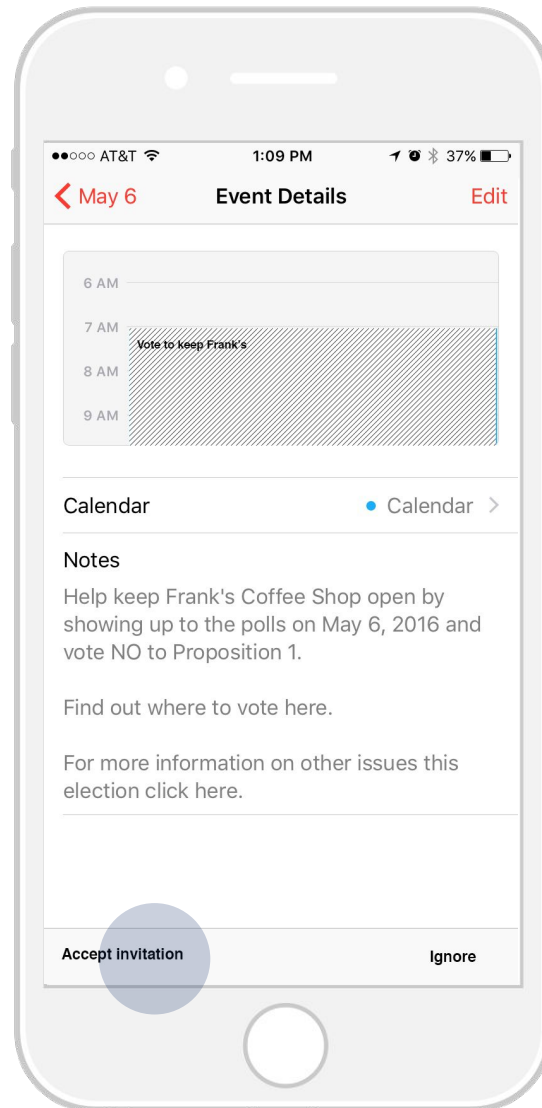 AT&T 1:09 PM 37%
May 6 Event Details Edit
6 AM
7 AM
Vote to keep Frank's
8 AM
9 AM
Calendar Calendar
Notes
Help keep Frank's Coffee Shop open by
showing up to the polls on May 6, 2016 and
vote NO to Proposition 1.
Find out where to vote here.
For more information on other issues this
election click here.
Accept invitation Ignore